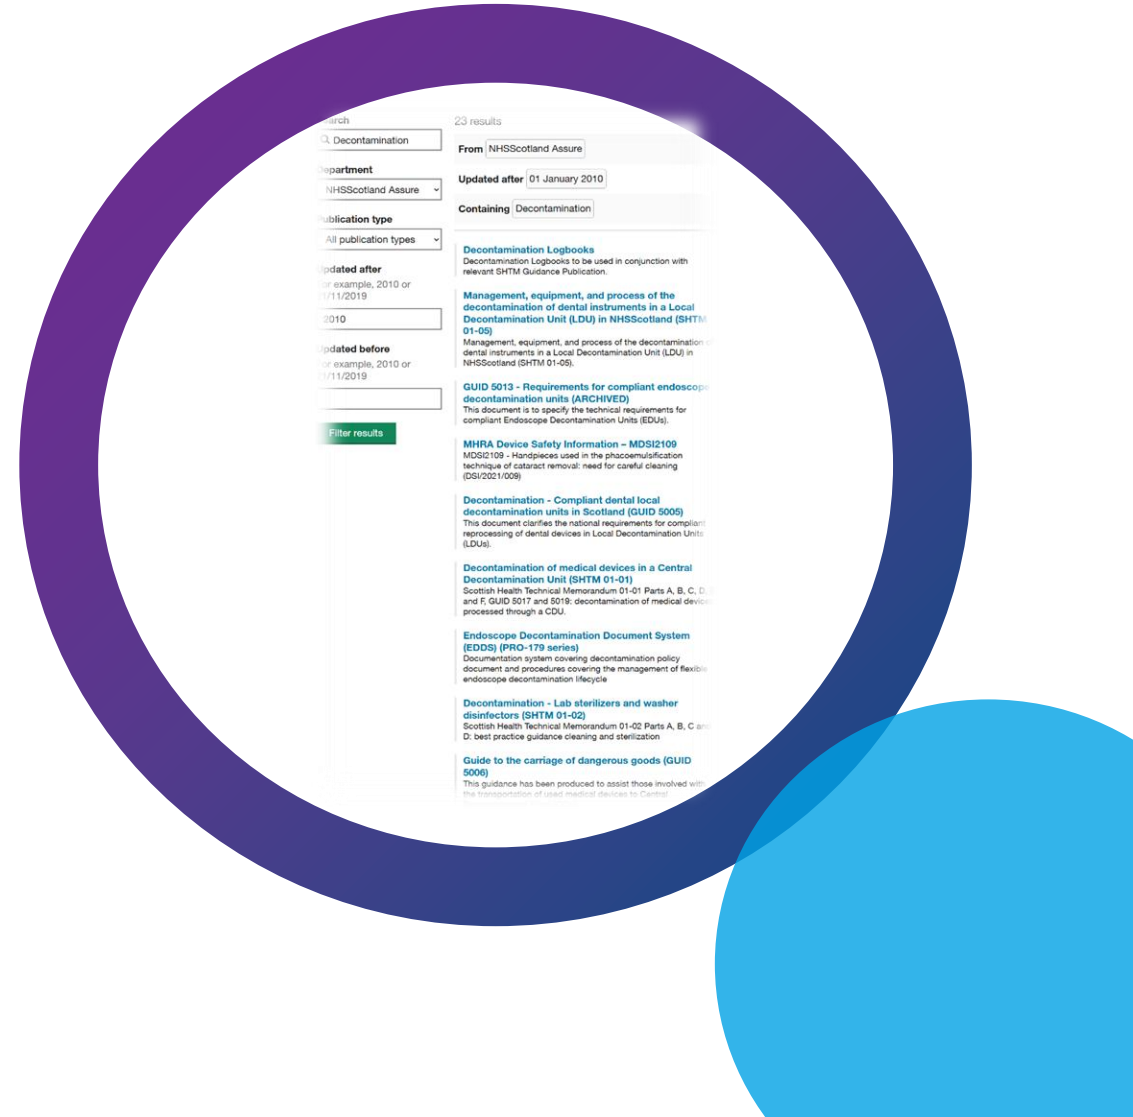 Decontamination
NHSScotland Assure
All publication types
Updated after
example, 2010 or
/11/2019
2010
Updated before
example, 2010 or
/11/2019
Filter results
23 results
From NHSScotland Assure
Updated after 01 January 2010
Containing Decontamination
Decontamination Logbooks
Decontamination Logbooks to be used in conjunction with
relevant SHTM Guidance Publication.
Management, equipment, and process of the
decontamination of dental instruments in a Local
Decontamination Unit (LDU) in NHSScotland (SHTM
01-05)
Management, equipment, and process of the decontamination
dental instruments in a Local Decontamination Unit (LDU) in
NHSScotland (SHTM 01-05).
GUID 5013 - Requirements for compliant endoscope
decontamination units (ARCHIVED)
This document is to specify the technical requirements for
compliant Endoscope Decontamination Units (EDUs).
MHRA Device Safety Information – MDSI2109
MDSI2109 - Handpieces used in the phacoemulsification
technique of cataract removal: need for careful cleaning
(DSI/2021/009)
Decontamination - Compliant dental local
decontamination units in Scotland (GUID 5005)
This document clarifies the national requirements for compliant
reprocessing of dental devices in Local Decontamination Units
(LDUs).
Decontamination of medical devices in a Central
Decontamination Unit (SHTM 01-01)
Scottish Health Technical Memorandum 01-01 Parts A, B, C, D,
and F, GUID 5017 and 5019: decontamination of medical devices
processed through a CDU.
Endoscope Decontamination Document System
(EDDS) (PRO-179 series)
Documentation system covering decontamination policy
document and procedures covering the management of flexible
endoscope decontamination lifecycle
Decontamination - Lab sterilizers and washer
disinfectors (SHTM 01-02)
Scottish Health Technical Memorandum 01-02 Parts A, B, C and
D: best practice guidance cleaning and sterilization
Guide to the carriage of dangerous goods (GUID
5006)
This guidance has been produced to assist those involved with
the transportation of used medical devices to Central